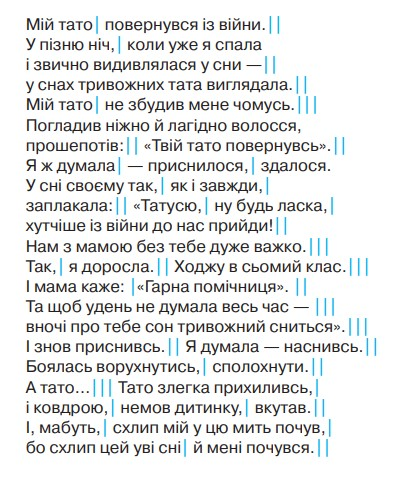 Мій тато| повернувся із війни.||
У пізню ніч,| коли уже я спала
і звично видивлялася у сни —||
у снах тривожних тата виглядала.||
Мій тато| не збудив мене чомусь.|||
Погладив ніжно й лагідно волосся,
прошепотів:|| «Твій тато повернувсь».||
Я ж думала| — приснилося,| здалося.
У сні своєму так,| як і завжди,|
заплакала:|| «Татусю,| ну будь ласка,|
хутчіше із війни до нас прийди!||
Нам з мамою без тебе дуже важко.|||
Так,| я доросла.|| Ходжу в сьомий клас.|||
І мама каже: |«Гарна помічниця». ||
Та щоб удень не думала весь час — |||
вночі про тебе сон тривожний сниться».|||
І знов приснивсь.|| Я думала — наснивсь.||
Боялась ворухнутись,| сполохнути.||
А тато…||| Тато злегка прихиливсь,|
і ковдрою,| немов дитинку,| вкутав.||
І, мабуть,| схлип мій у цю мить почув,|
бо схлип цей уві сні| й мені почувся.||